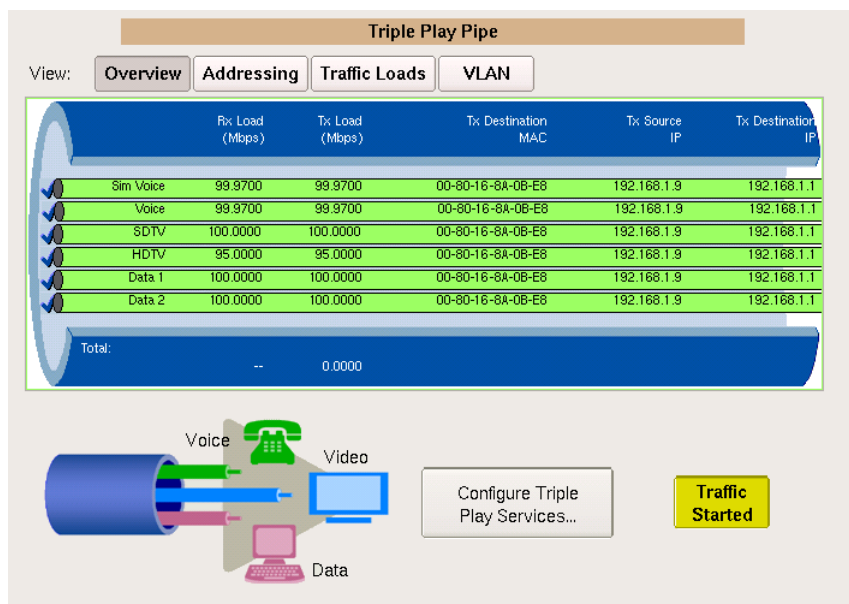 Triple Play Pipe
View: Overview Addressing Traffic Loads VLAN
Rx Load Tx Load Tx Destination Tx Source Tx Destination
(Mbps) (Mbps) MAC IP IP
Sim Voice 99.9700 99.9700 00-80-16-8A-0B-E8 192.168.1.9 192.168.1.1
Voice 99.9700 99.9700 00-80-16-8A-0B-E8 192.168.1.9 192.168.1.1
SDTV 100.0000 100.0000 00-80-16-8A-0B-E8 192.168.1.9 192.168.1.1
HDTV 95.0000 95.0000 00-80-16-8A-0B-E8 192.168.1.9 192.168.1.1
Data 1 100.0000 100.0000 00-80-16-8A-0B-E8 192.168.1.9 192.168.1.1
Data 2 100.0000 100.0000 00-80-16-8A-0B-E8 192.168.1.9 192.168.1.1
Total:
-- 0.0000
Voice
Video
Data
Configure Triple
Play Services...
Traffic
Started